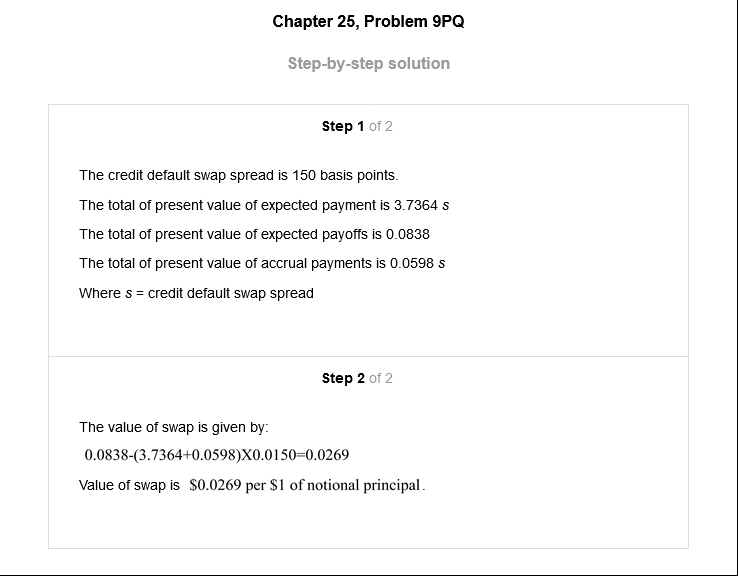 Chapter 25, Problem 9PQ
Step-by-step solution
Step 1 of 2
The credit default swap spread is 150 basis points.
The total of present value of expected payment is 3.7364 s
The total of present value of expected payoffs is 0.0838
The total of present value of accrual payments is 0.0598 s
Where s = credit default swap spread
Step 2 of 2
The value of swap is given by:
0.0838-(3.7364+0.0598)X0.0150=0.0269
Value of swap is $0.0269 per $1 of notional principal.